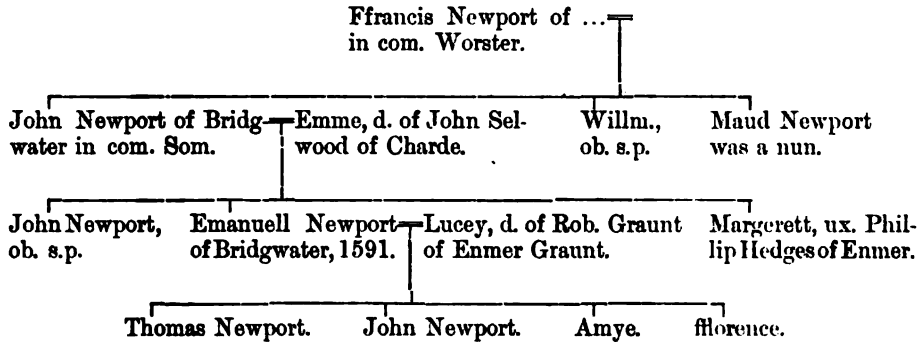 Ffrancis Newport of ...
in com. Worster.
John Newport of Bridg-
water in com. Som.
Emme, d. of John Sel-
wood of Charde.
Willm.,
ob. s.p.
Maud Newport
was a nun.
John Newport,
ob. s.p.
Emanuell Newport
of Bridgwater, 1591.
Lucey, d. of Rob. Graunt
of Enmer Graunt.
Margerett, ux. Phil-
lip Hedges of Enmer.
Thomas Newport.
John Newport.
Amye.
fflorence.